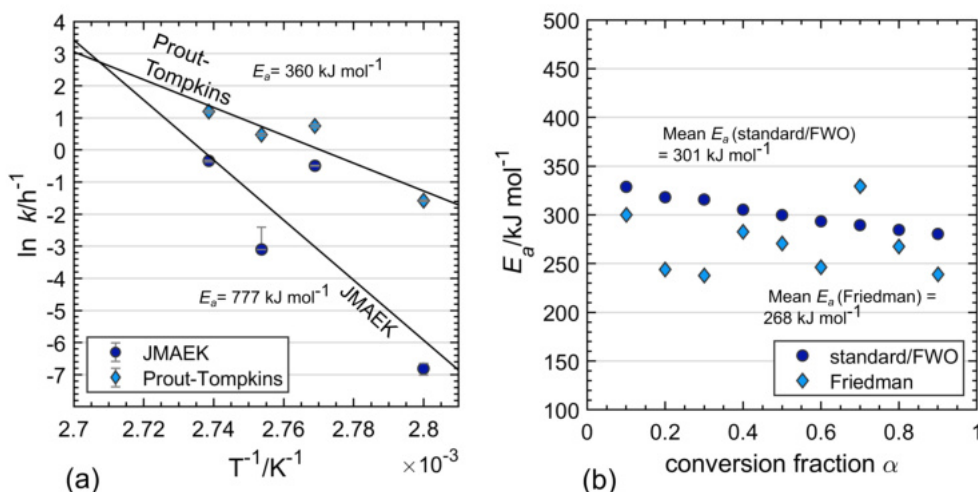 4
3
2
1
0
-1
-2
-3
-4
-5
-6
-7
ln k/h⁻¹
Prout-
Tompkins
Eₐ= 360 kJ mol⁻¹
Eₐ= 777 kJ mol⁻¹
JMAEK
JMAEK
Prout-Tompkins
2.7 2.72 2.74 2.76 2.78 2.8
T⁻¹/K⁻¹
×10⁻³
(a)
500
450
400
350
300
250
200
150
100
Eₐ/kJ mol⁻¹
Mean Eₐ (standard/FWO)
= 301 kJ mol⁻¹
Mean Eₐ (Friedman) =
268 kJ mol⁻¹
standard/FWO
Friedman
0 0.2 0.4 0.6 0.8 1
conversion fraction α
(b)